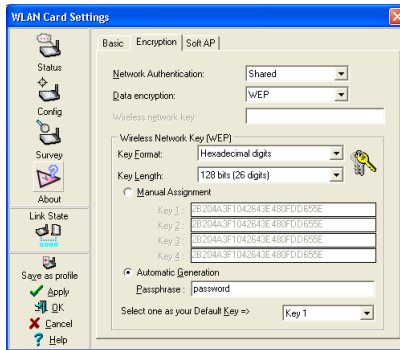 WLAN Card Settings
Status
Config
Survey
About
Link State
Save as profile
Apply
OK
Cancel
Help
Basic Encryption Soft AP
Network Authentication: Shared
Data encryption: WEP
Wireless network key:
Wireless Network Key (WEP)
Key Format: Hexadecimal digits
Key Length: 128 bits (26 digits)
Manual Assignment
Key 1: 2B204A3F1042643E480FDD655E
Key 2: 2B204A3F1042643E480FDD655E
Key 3: 2B204A3F1042643E480FDD655E
Key 4: 2B204A3F1042643E480FDD655E
Automatic Generation
Passphrase : password
Select one as your Default Key => Key 1